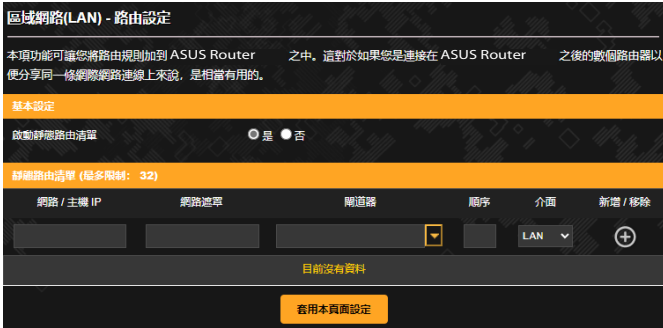 區域網路(LAN) - 路由設定
本項功能可讓您將路由規則加到 ASUS Router 之中。這對於如果您是連接在 ASUS Router 之後的數個路由器以
便分享同一條網際網路連線上來說，是相當有用的。
基本設定
啟動靜態路由清單 是 否
靜態路由清單 (最多限制： 32)
網路 / 主機 IP 網路遮罩 閘道器 順序 介面 新增 / 移除
LAN
目前沒有資料
套用本頁面設定